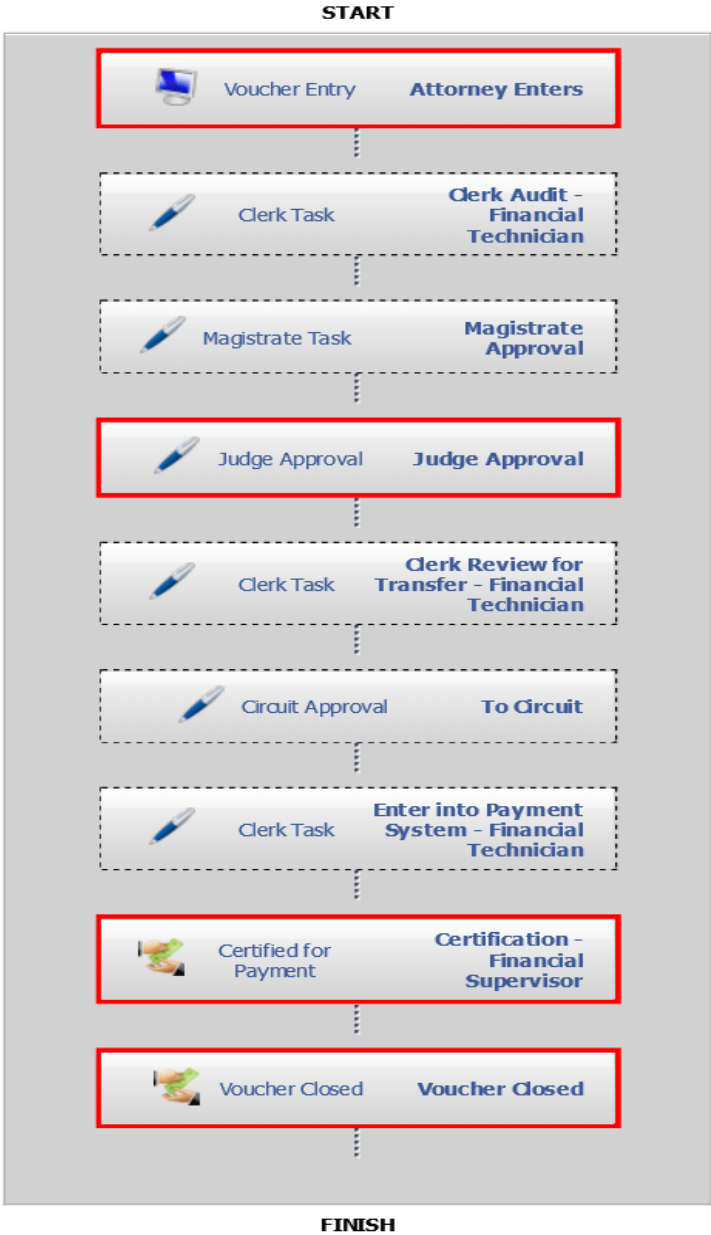 START
Voucher Entry Attorney Enters
Clerk Task Clerk Audit -
Financial
Technician
Magistrate Task Magistrate
Approval
Judge Approval Judge Approval
Clerk Task Clerk Review for
Transfer - Financial
Technician
Circuit Approval To Circuit
Clerk Task Enter into Payment
System - Financial
Technician
Certified for
Payment
Certification -
Financial
Supervisor
Voucher Closed Voucher Closed
FINISH